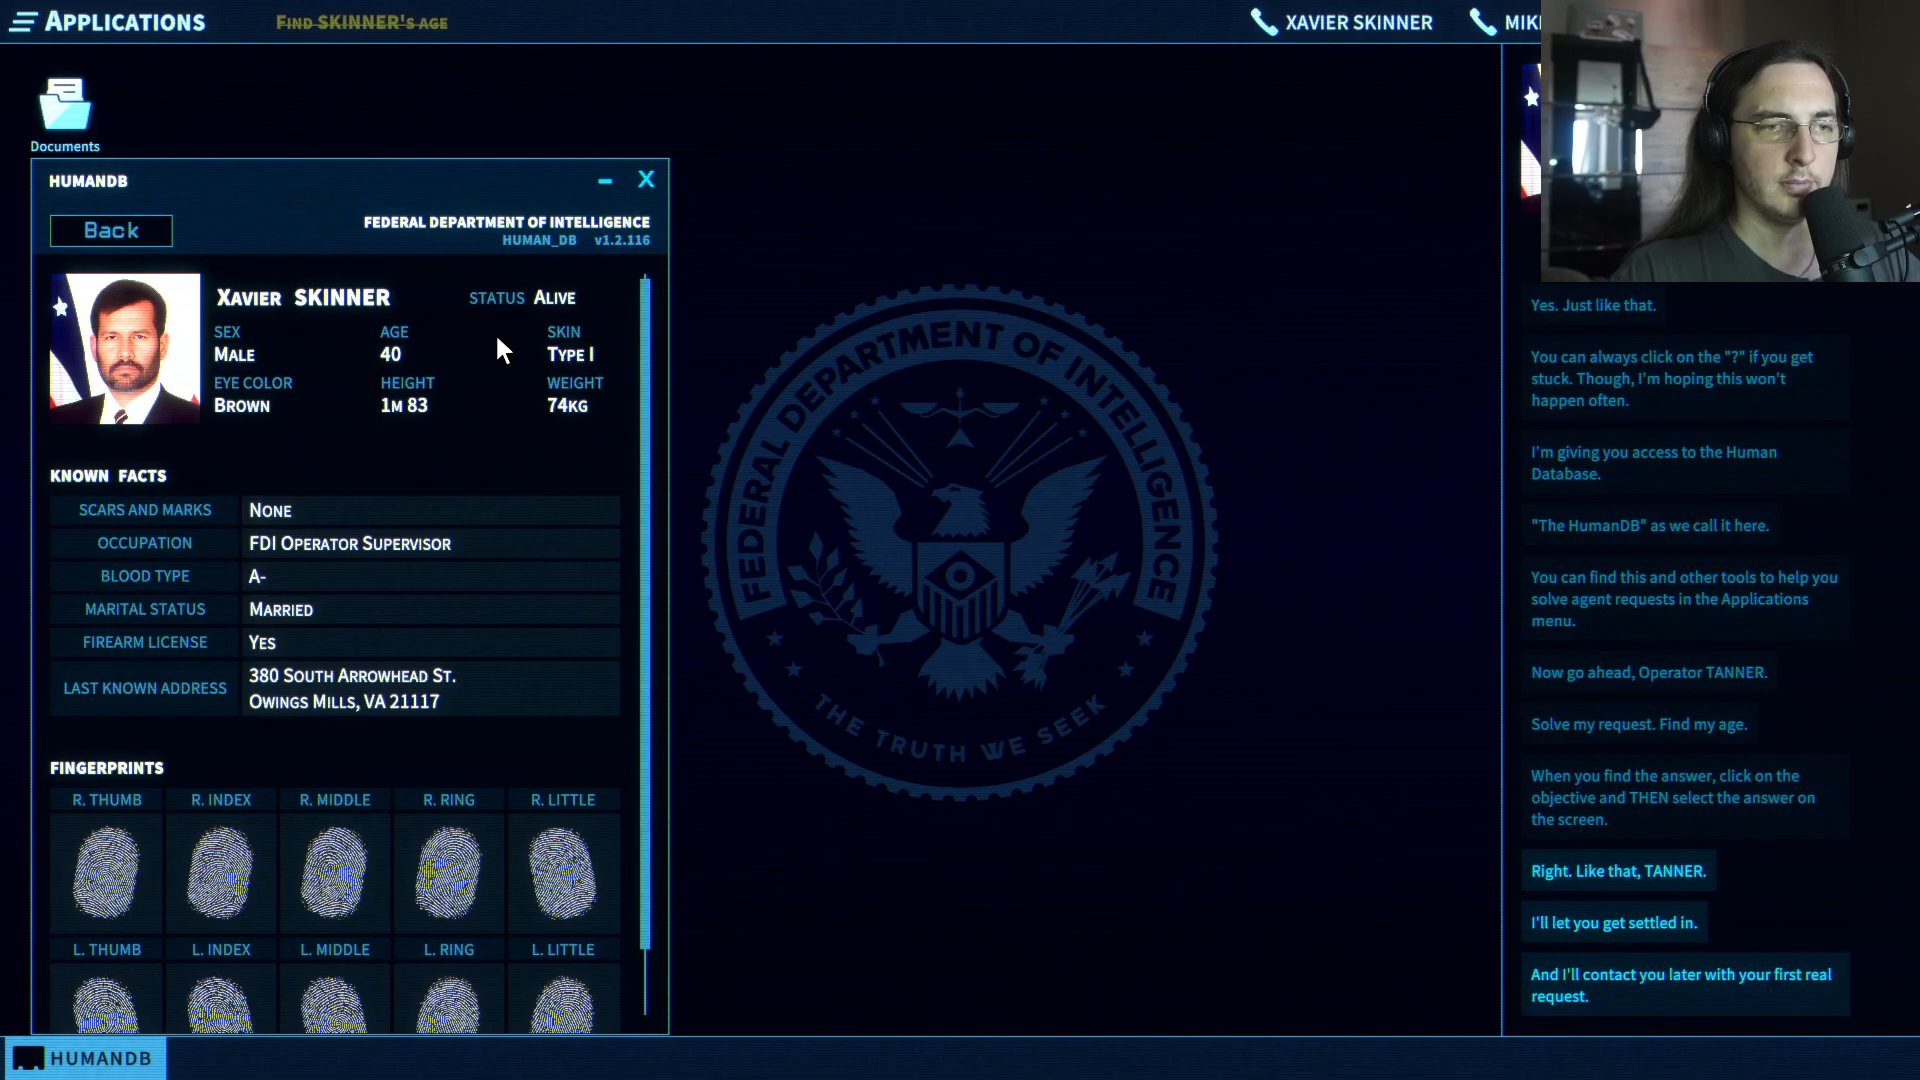 APPLICATIONS
FIND SKINNER'S AGE
XAVIER SKINNER
Documents
HUMANDB
X
Back
FEDERAL DEPARTMENT OF INTELLIGENCE
HUMAN_DB v1.2.116
XAVIER SKINNER
STATUS ALIVE
SEX AGE SKIN
MALE 40 TYPE I
EYE COLOR HEIGHT WEIGHT
BROWN 1M 83 74KG
KNOWN FACTS
SCARS AND MARKS NONE
OCCUPATION FDI OPERATOR SUPERVISOR
BLOOD TYPE A-
MARITAL STATUS MARRIED
FIREARM LICENSE YES
LAST KNOWN ADDRESS 380 SOUTH ARROWHEAD ST.
OWINGS MILLS, VA 21117
FINGERPRINTS
R. THUMB R. INDEX R. MIDDLE R. RING R. LITTLE
L. THUMB L. INDEX L. MIDDLE L. RING L. LITTLE
FEDERAL DEPARTMENT OF INTELLIGENCE
THE TRUTH WE SEEK
Yes. Just like that.
You can always click on the "?" if you get
stuck. Though, I'm hoping this won't
happen often.
I'm giving you access to the Human
Database.
"The HumanDB" as we call it here.
You can find this and other tools to help you
solve agent requests in the Applications
menu.
Now go ahead, Operator TANNER.
Solve my request. Find my age.
When you find the answer, click on the
objective and THEN select the answer on
the screen.
Right. Like that, TANNER.
I'll let you get settled in.
And I'll contact you later with your first real
request.
HUMANDB